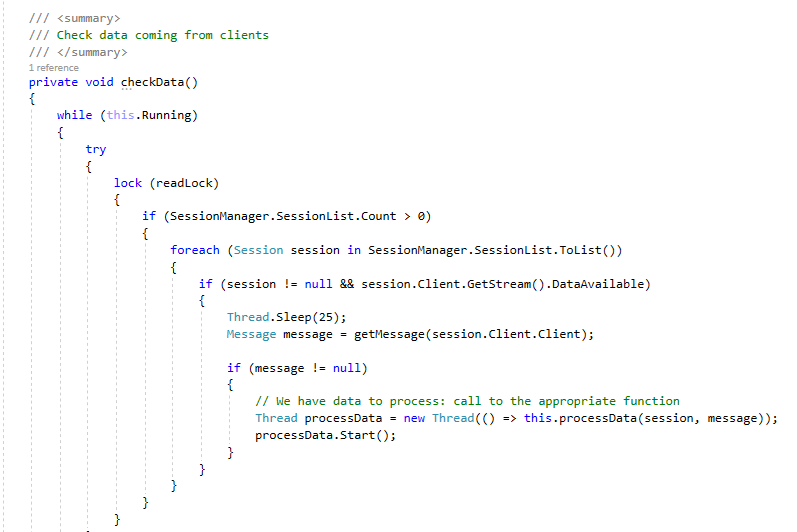 /// <summary>
/// Check data coming from clients
/// </summary>
1 reference
private void checkData()
{
while (this.Running)
{
try
{
lock (readLock)
{
if (SessionManager.SessionList.Count > 0)
{
foreach (Session session in SessionManager.SessionList.ToList())
{
if (session != null && session.Client.GetStream().DataAvailable)
{
Thread.Sleep(25);
Message message = getMessage(session.Client.Client);
if (message != null)
{
// We have data to process: call to the appropriate function
Thread processData = new Thread(() => this.processData(session, message));
processData.Start();
}
}
}
}
}